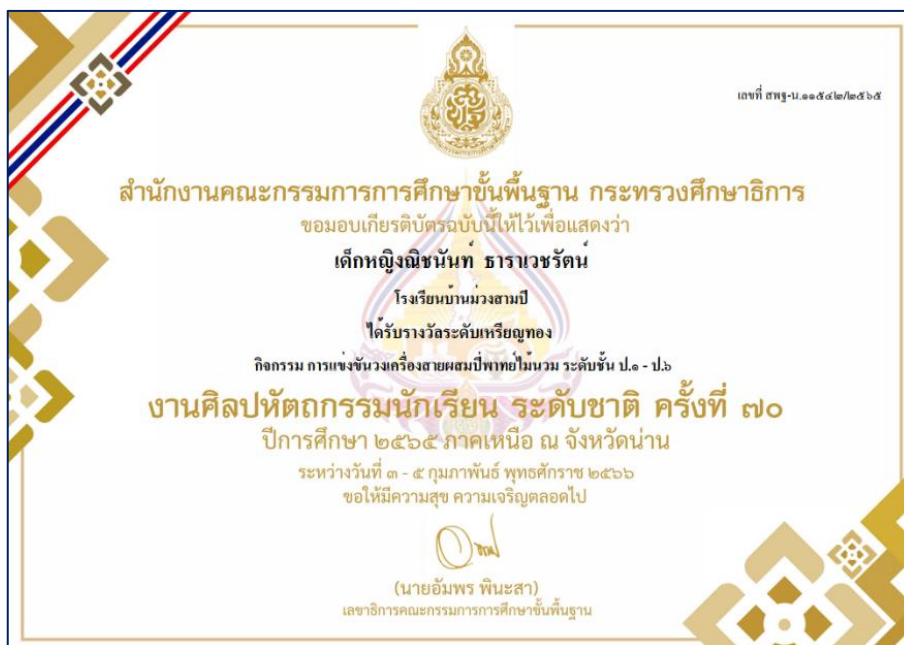 เลขที่ สพฐ-น.๑๑๕๔๒/๒๕๖๕
สำนักงานคณะกรรมการการศึกษาขั้นพื้นฐาน กระทรวงศึกษาธิการ
ขอมอบเกียรติบัตรฉบับนี้ให้ไว้เพื่อแสดงว่า
เด็กหญิงณิชนันท์ ธาราเวชรัตน์
โรงเรียนบ้านม่วงสามปี
ได้รับรางวัลระดับเหรียญทอง
กิจกรรม การแข่งขันวงเครื่องสายผสมปี่พาทย์ไม้นวม ระดับชั้น ป.๑ - ป.๖
งานศิลปหัตถกรรมนักเรียน ระดับชาติ ครั้งที่ ๗๐
ปีการศึกษา ๒๕๖๕ ภาคเหนือ ณ จังหวัดน่าน
ระหว่างวันที่ ๓ - ๕ กุมภาพันธ์ พุทธศักราช ๒๕๖๖
ขอให้มีความสุข ความเจริญตลอดไป
(นายอัมพร พินะสา)
เลขาธิการคณะกรรมการการศึกษาขั้นพื้นฐาน